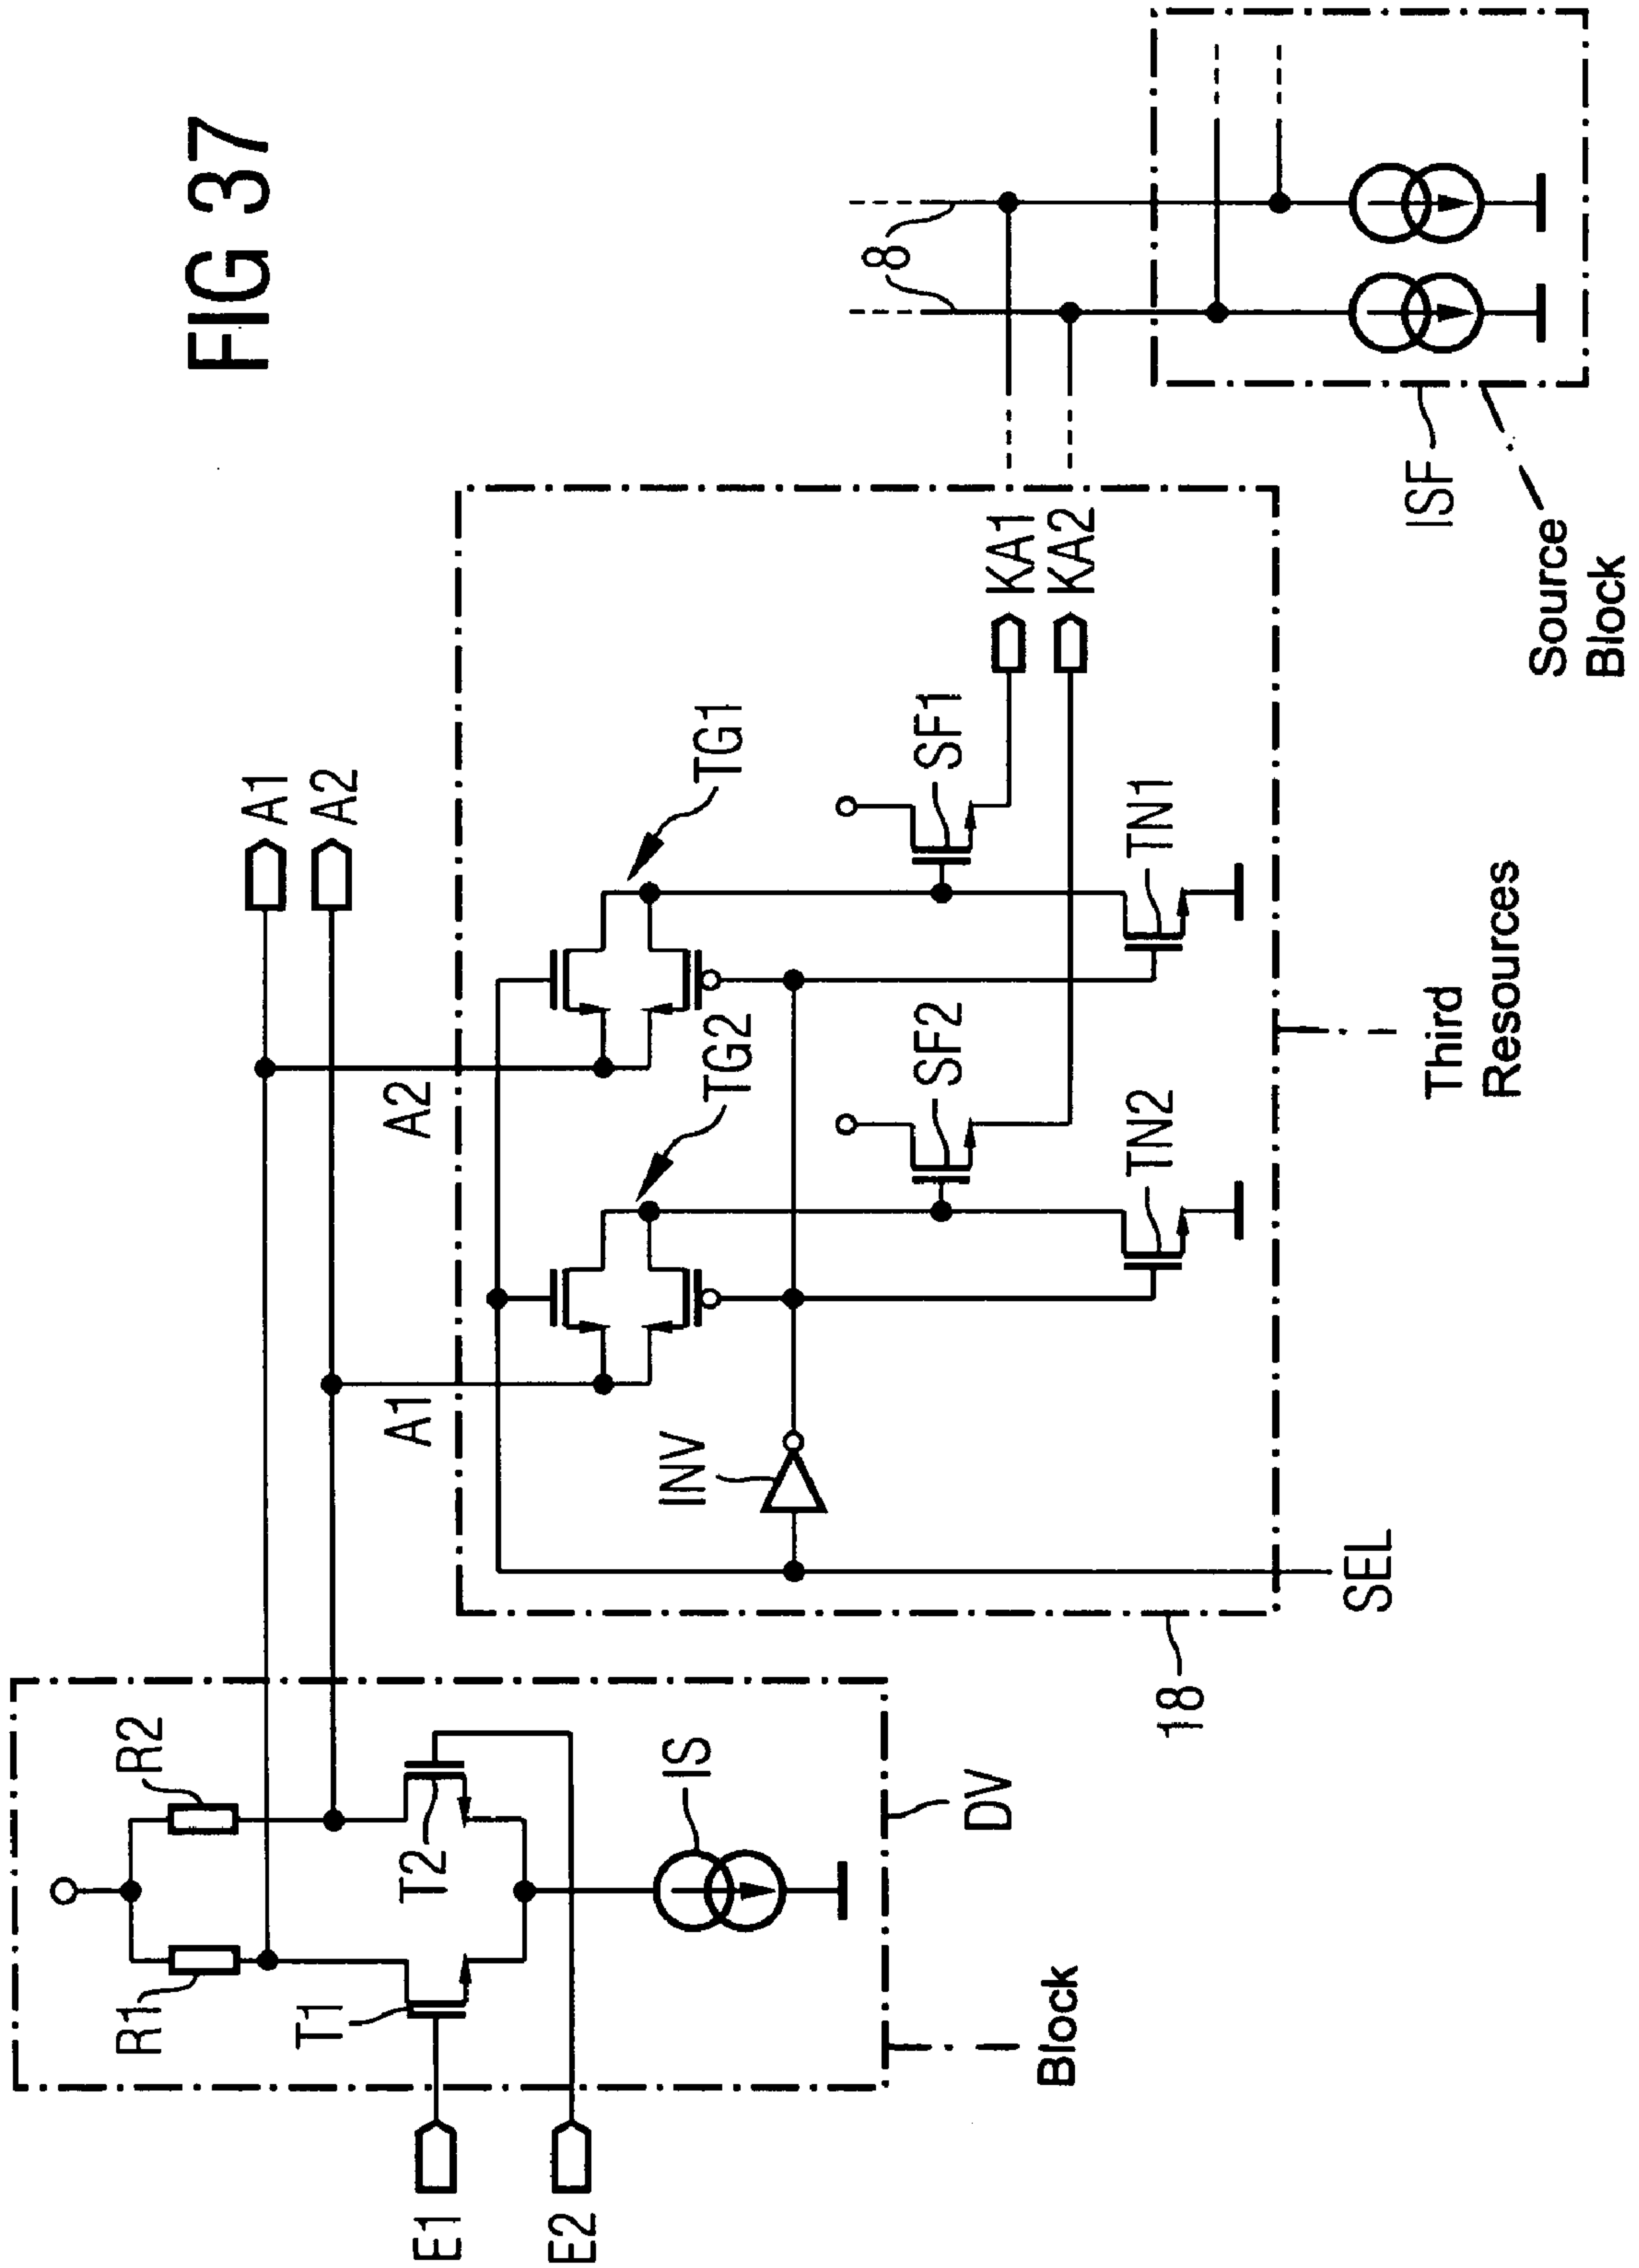 FIG 37
R1
R2
T1
T2
IS
DV
Block
E1
E2
A1
A2
A1
A2
TG2
TG1
INV
SF2
SF1
KA1
KA2
TN2
TN1
SEL
18
Third
Resources
8
ISF
Source
Block